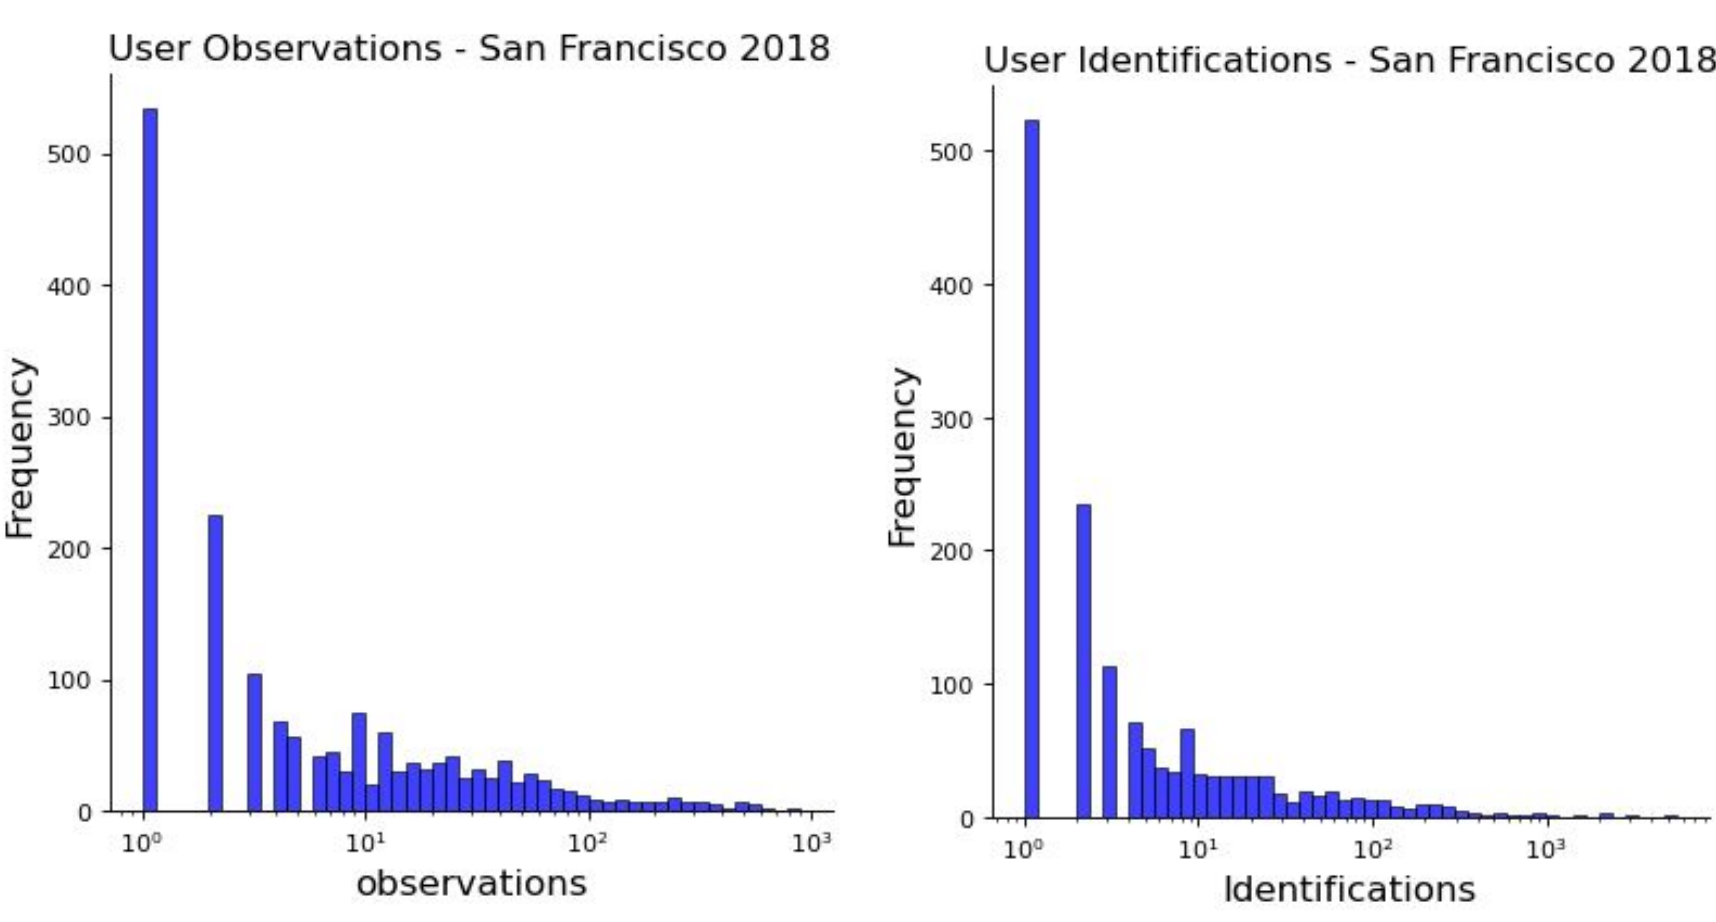 User Observations - San Francisco 2018
Frequency
500
400
300
200
100
0
10⁰ 10¹ 10² 10³
observations
User Identifications - San Francisco 2018
Frequency
500
400
300
200
100
0
10⁰ 10¹ 10² 10³
Identifications